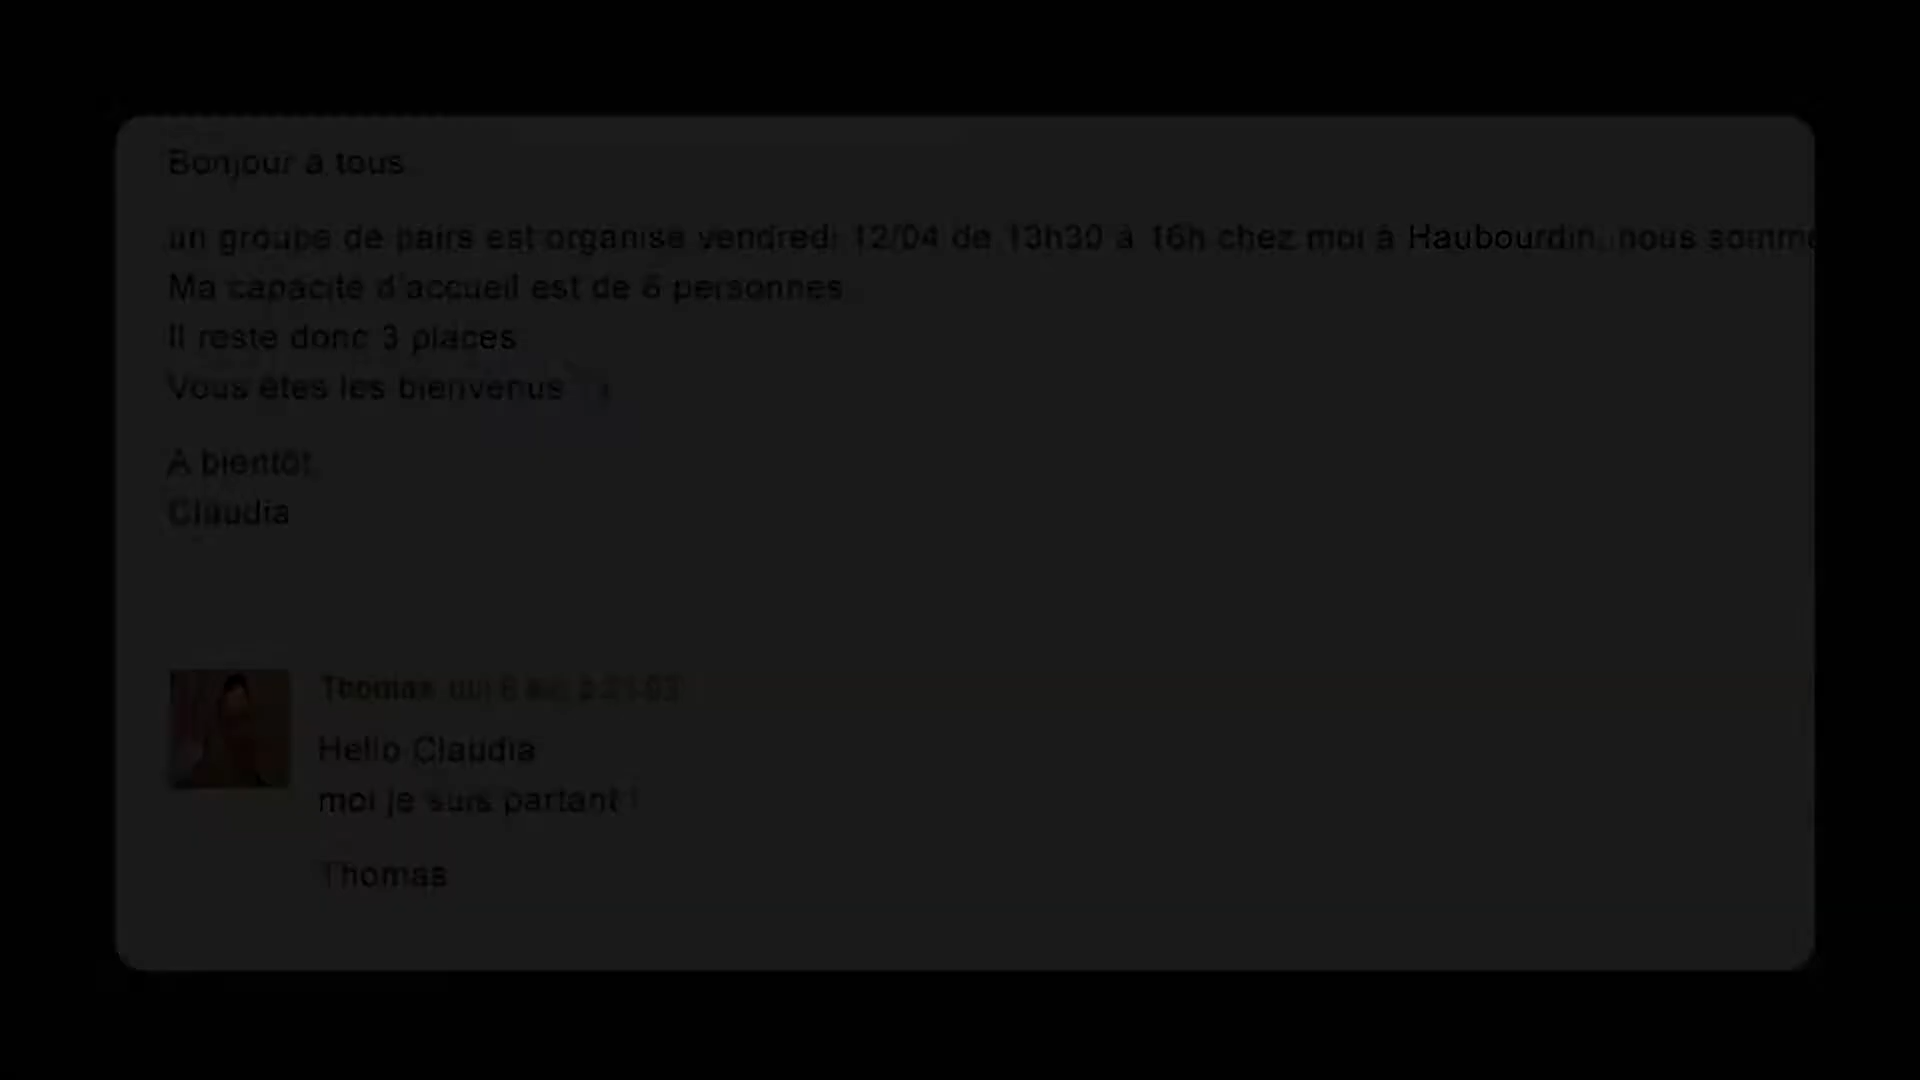 Bonjour à tous
un groupe de pairs est organisé vendredi 12/04 de 13h30 à 16h chez moi à Haubourdin, nous somme
Ma capacité d'accueil est de 6 personnes
Il reste donc 3 places
Vous êtes les bienvenus
A bientôt,
Claudia
Thomas
Hello Claudia
moi je suis partant !
Thomas